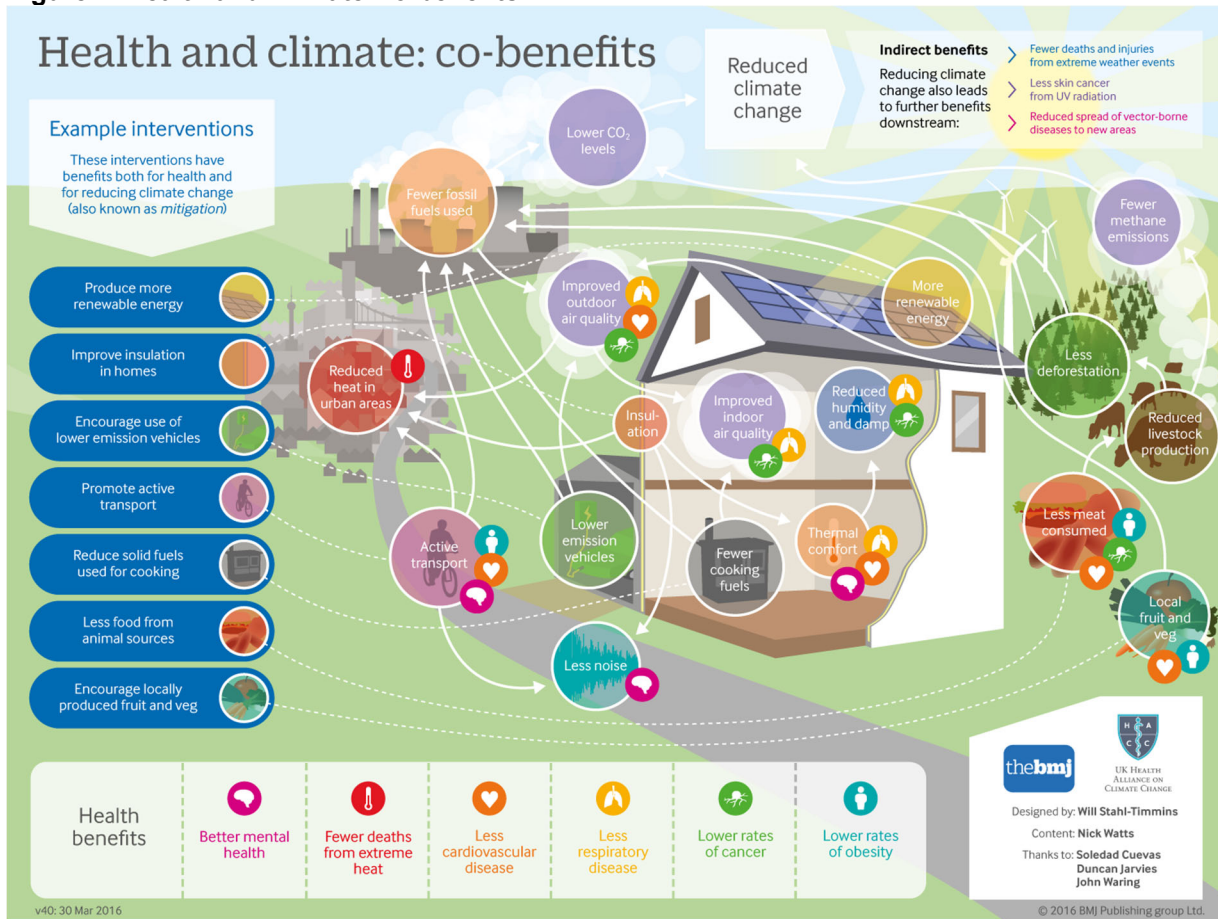 Health and climate: co-benefits
Reduced
climate
change
Indirect benefits
Reducing climate
change also leads
to further benefits
downstream:
Fewer deaths and injuries
from extreme weather events
Less skin cancer
from UV radiation
Reduced spread of vector-borne
diseases to new areas
Example interventions
These interventions have
benefits both for health and
for reducing climate change
(also known as mitigation)
Produce more
renewable energy
Improve insulation
in homes
Encourage use of
lower emission vehicles
Promote active
transport
Reduce solid fuels
used for cooking
Less food from
animal sources
Encourage locally
produced fruit and veg
Lower CO₂
levels
Fewer fossil
fuels used
Fewer
methane
emissions
Improved
outdoor
air quality
More
renewable
energy
Reduced
heat in
urban areas
Less
deforestation
Insul-
ation
Improved
indoor
air quality
Reduced
humidity
and damp
Reduced
livestock
production
Active
transport
Lower
emission
vehicles
Fewer
cooking
fuels
Thermal
comfort
Less meat
consumed
Local
fruit and
veg
Less noise
Health
benefits
Better mental
health
Fewer deaths
from extreme
heat
Less
cardiovascular
disease
Less
respiratory
disease
Lower rates
of cancer
Lower rates
of obesity
thebmj
H A
C C
UK HEALTH
ALLIANCE ON
CLIMATE CHANGE
Designed by: Will Stahl-Timmins
Content: Nick Watts
Thanks to: Soledad Cuevas
Duncan Jarvies
John Waring
v40: 30 Mar 2016
© 2016 BMJ Publishing group Ltd.